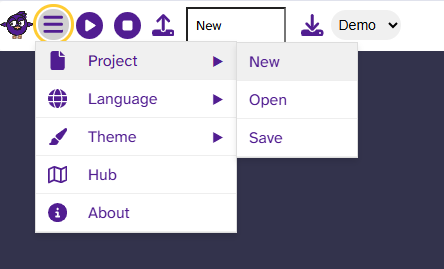 New
Demo
Project
New
Language
Open
Theme
Save
Hub
About